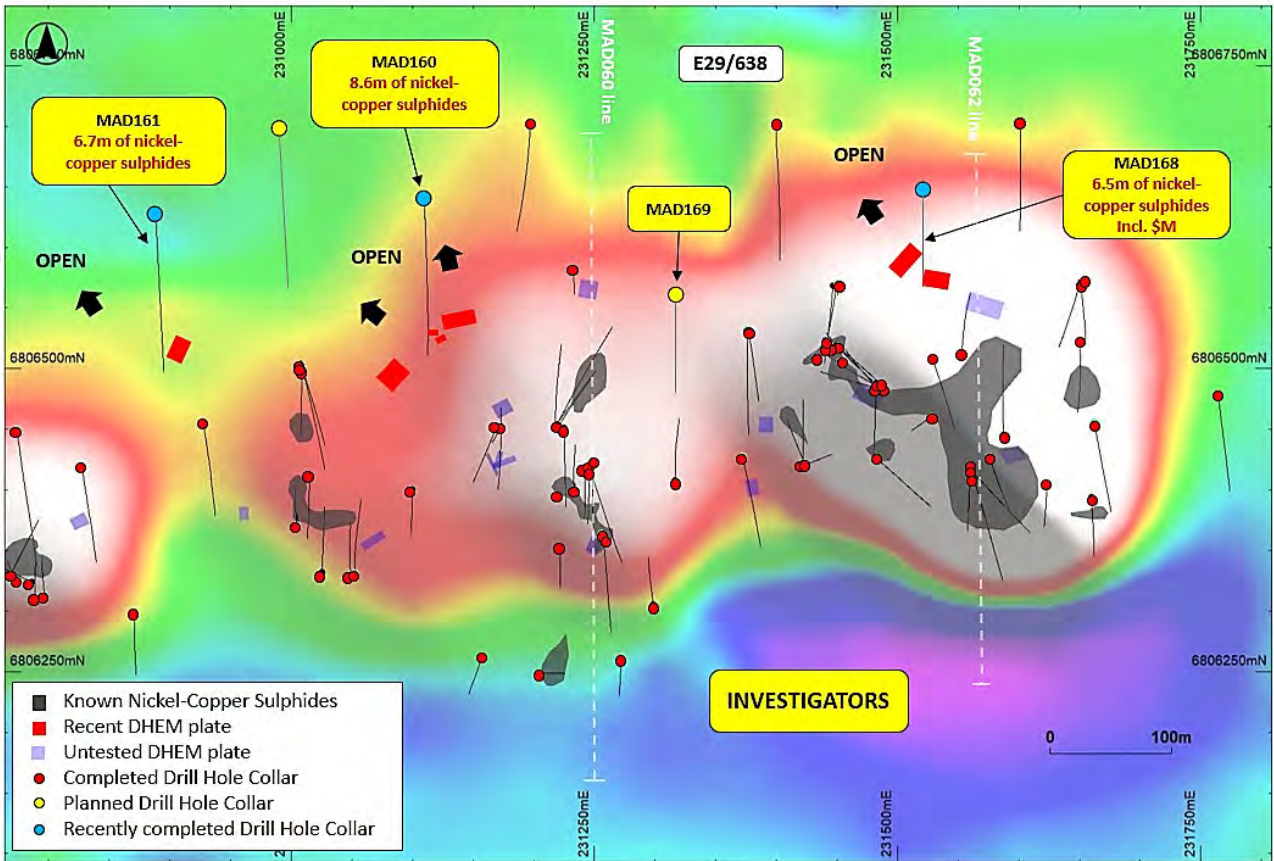 6806750mN
231000mE
MAD160
8.6m of nickel-
copper sulphides
231250mE
MAD060 line
E29/638
231500mE
MAD062 line
231750mE
6806750mN
MAD161
6.7m of nickel-
copper sulphides
OPEN
MAD168
6.5m of nickel-
copper sulphides
Incl. $M
MAD169
OPEN
OPEN
6806500mN
6806500mN
6806250mN
6806250mN
INVESTIGATORS
0 100m
Known Nickel-Copper Sulphides
Recent DHEM plate
Untested DHEM plate
Completed Drill Hole Collar
Planned Drill Hole Collar
Recently completed Drill Hole Collar
231250mE
231500mE
231750mE